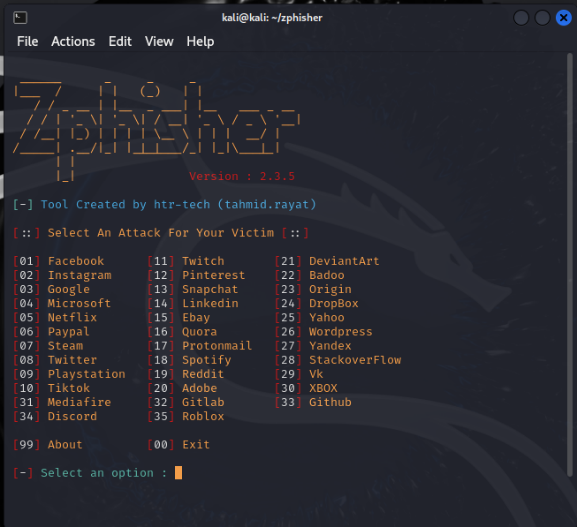 kali@kali: ~/zphisher
File Actions Edit View Help
Zphisher
Version : 2.3.5
[-] Tool Created by htr-tech (tahmid.rayat)
[::] Select An Attack For Your Victim [::]
[01] Facebook [11] Twitch [21] DeviantArt
[02] Instagram [12] Pinterest [22] Badoo
[03] Google [13] Snapchat [23] Origin
[04] Microsoft [14] Linkedin [24] DropBox
[05] Netflix [15] Ebay [25] Yahoo
[06] Paypal [16] Quora [26] Wordpress
[07] Steam [17] Protonmail [27] Yandex
[08] Twitter [18] Spotify [28] StackoverFlow
[09] Playstation [19] Reddit [29] Vk
[10] Tiktok [20] Adobe [30] XBOX
[31] Mediafire [32] Gitlab [33] Github
[34] Discord [35] Roblox
[99] About [00] Exit
[-] Select an option :